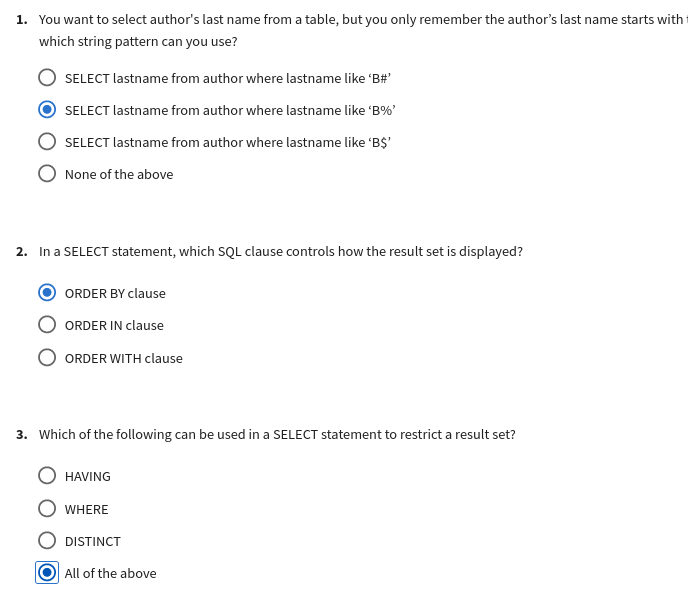 1. You want to select author's last name from a table, but you only remember the author’s last name starts with
which string pattern can you use?
SELECT lastname from author where lastname like ‘B#’
SELECT lastname from author where lastname like ‘B%’
SELECT lastname from author where lastname like ‘B$’
None of the above
2. In a SELECT statement, which SQL clause controls how the result set is displayed?
ORDER BY clause
ORDER IN clause
ORDER WITH clause
3. Which of the following can be used in a SELECT statement to restrict a result set?
HAVING
WHERE
DISTINCT
All of the above